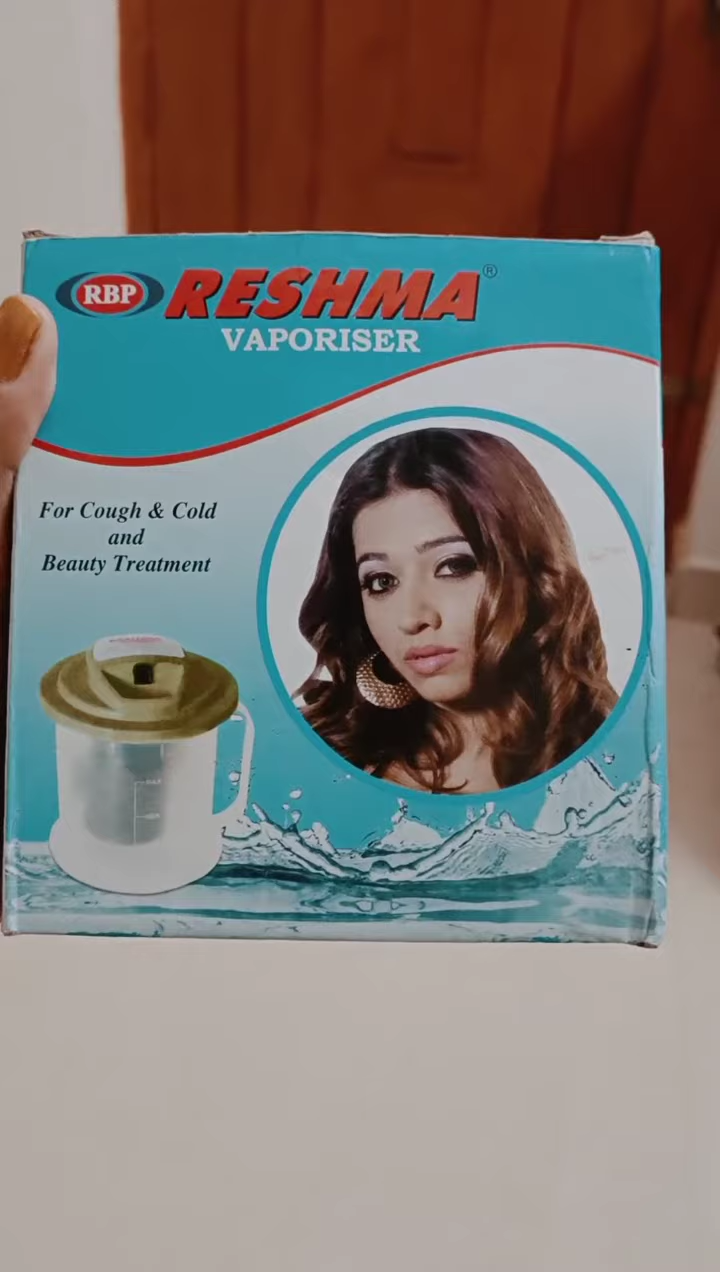 RBP
RESHMA®
VAPORISER
For Cough & Cold
and
Beauty Treatment